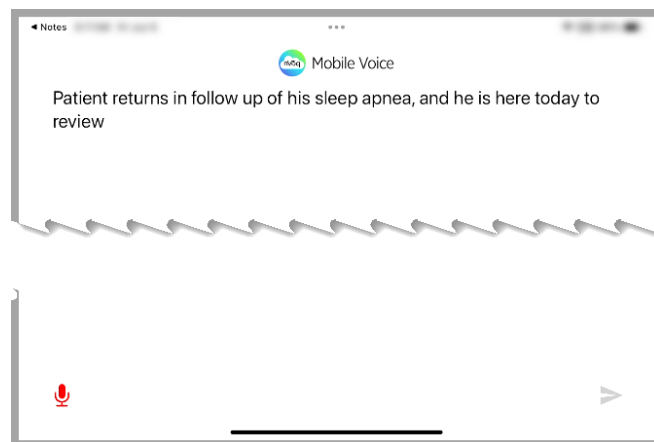 Notes
nVoq Mobile Voice
Patient returns in follow up of his sleep apnea, and he is here today to
review